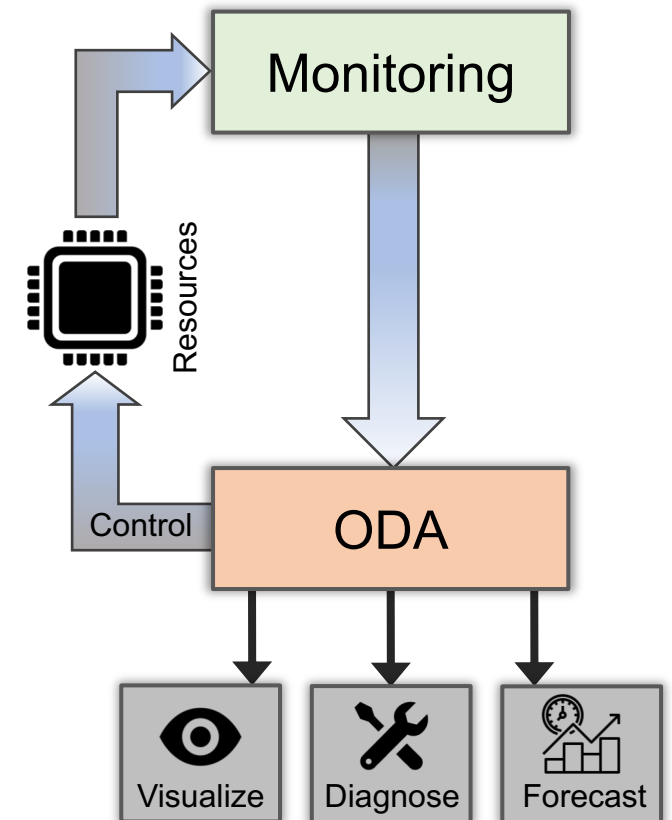 Monitoring
Resources
Control
ODA
Visualize
Diagnose
Forecast